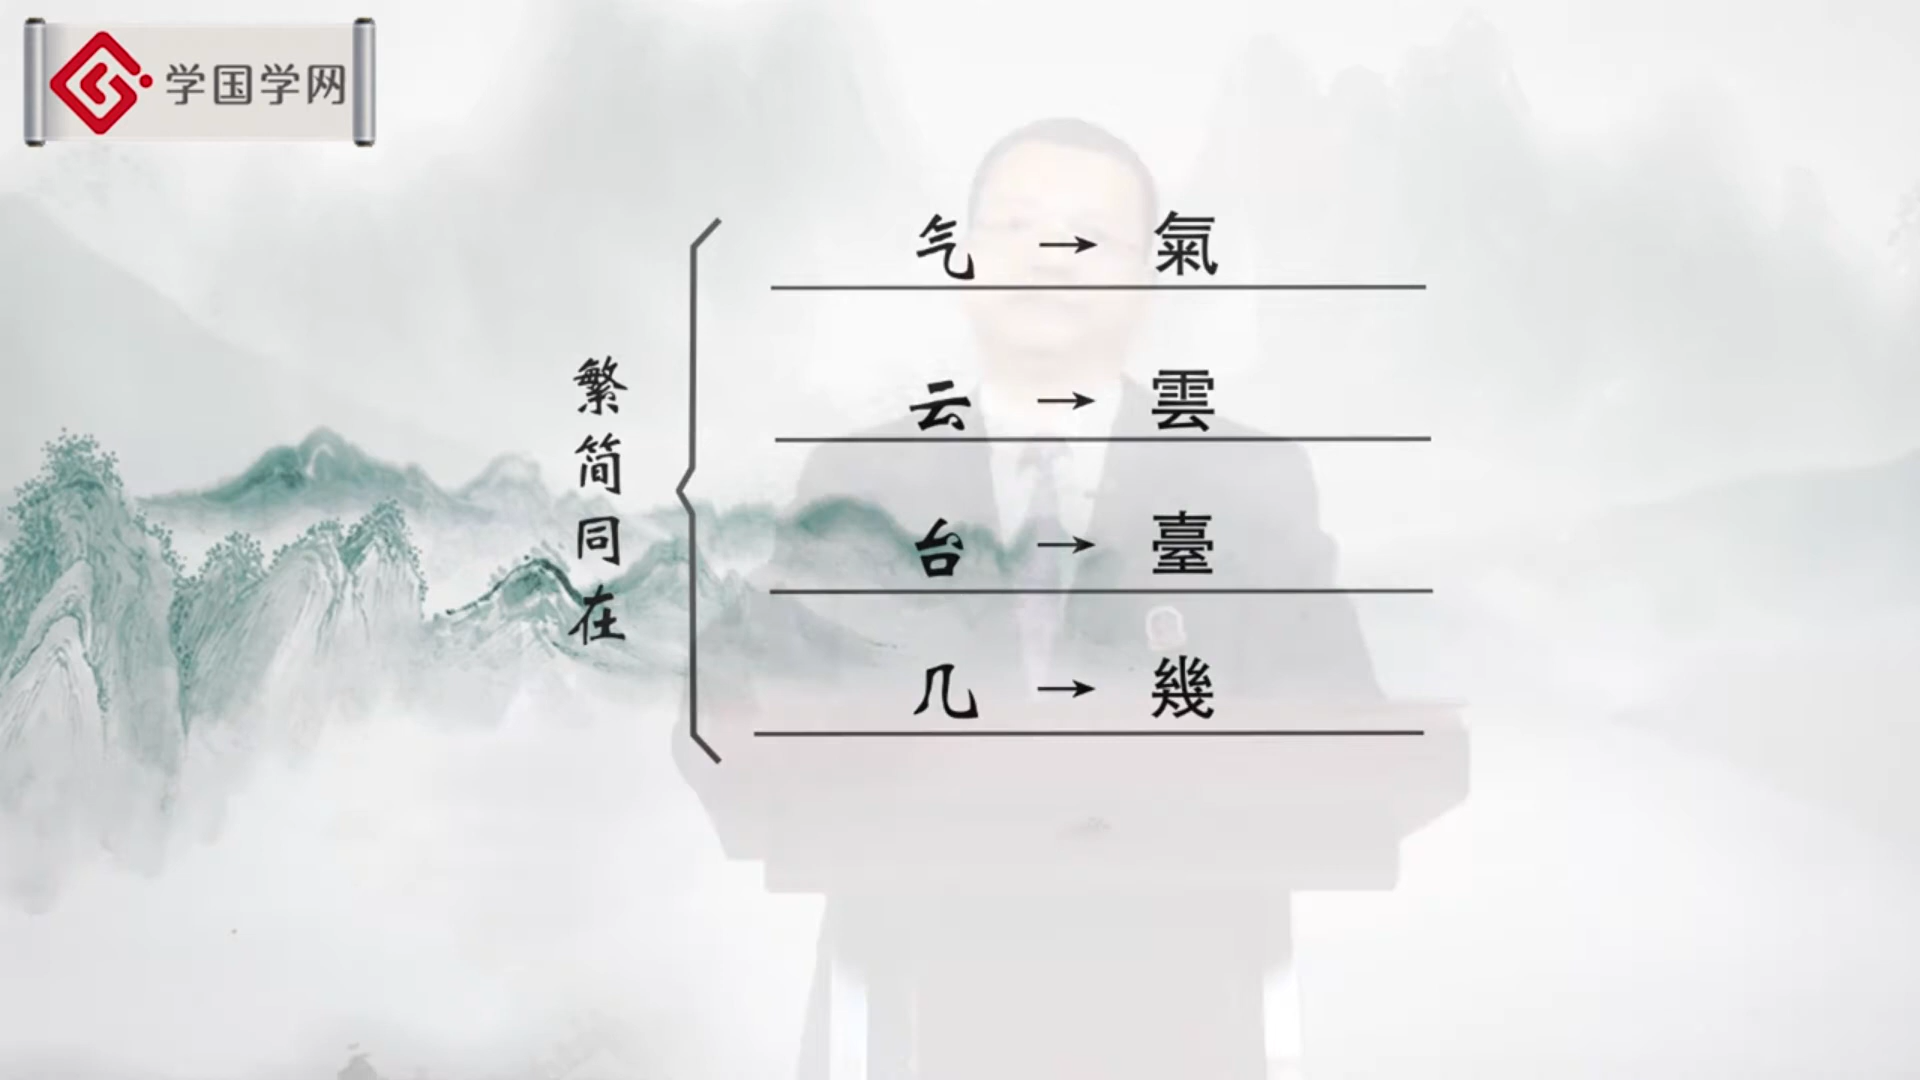 学国学网
繁简同在
气 → 氣
云 → 雲
台 → 臺
几 → 幾